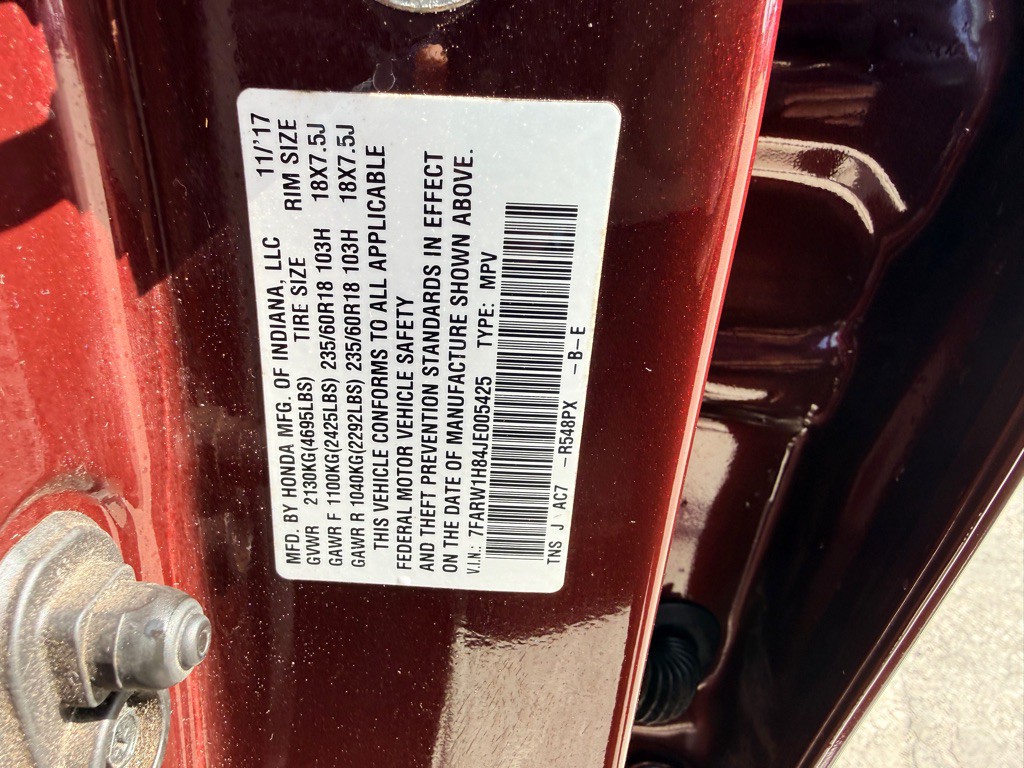 MFD. BY HONDA MFG. OF INDIANA, LLC 11/'17
TIRE SIZE RIM SIZE
GVWR 2130KG(4695LBS)
GAWR F 1100KG(2425LBS) 235/60R18 103H 18X7.5J
GAWR R 1040KG(2292LBS) 235/60R18 103H 18X7.5J
THIS VEHICLE CONFORMS TO ALL APPLICABLE
FEDERAL MOTOR VEHICLE SAFETY
AND THEFT PREVENTION STANDARDS IN EFFECT
ON THE DATE OF MANUFACTURE SHOWN ABOVE.
V.I.N.: 7FARW1H84JE005425 TYPE: MPV
TNS J AC7 -R548PX -B-E